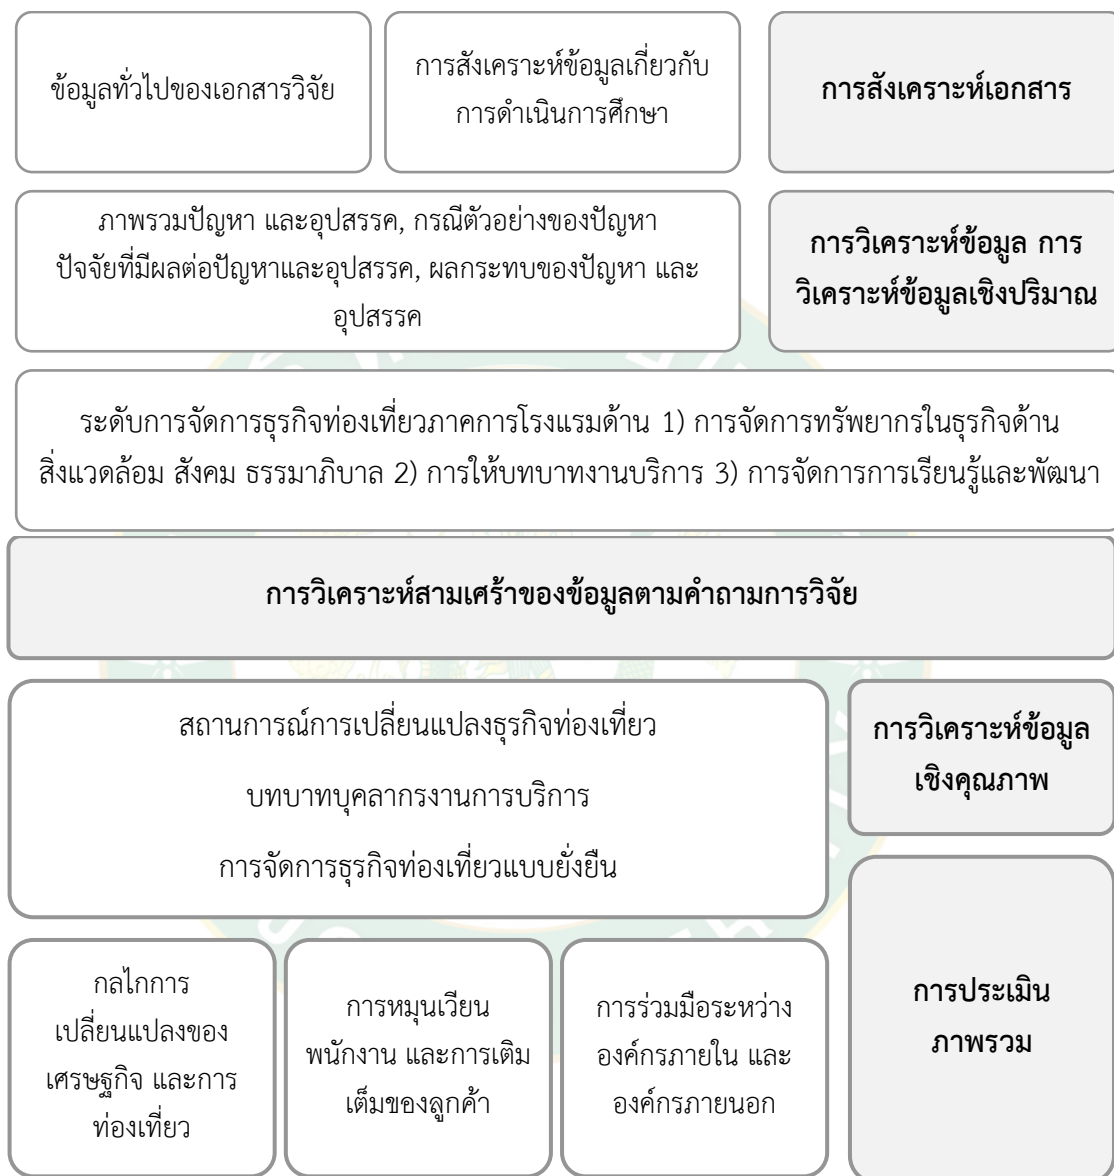 ข้อมูลทั่วไปของเอกสารวิจัย
การสังเคราะห์ข้อมูลเกี่ยวกับ
การดำเนินการศึกษา
การสังเคราะห์เอกสาร
ภาพรวมปัญหา และอุปสรรค, กรณีตัวอย่างของปัญหา
ปัจจัยที่มีผลต่อปัญหาและอุปสรรค, ผลกระทบของปัญหา และ
อุปสรรค
การวิเคราะห์ข้อมูล การ
วิเคราะห์ข้อมูลเชิงปริมาณ
ระดับการจัดการธุรกิจท่องเที่ยวภาคการโรงแรมด้าน 1) การจัดการทรัพยากรในธุรกิจด้าน
สิ่งแวดล้อม สังคม ธรรมาภิบาล 2) การให้บทบาทงานบริการ 3) การจัดการการเรียนรู้และพัฒนา
การวิเคราะห์สามเศร้าของข้อมูลตามคำถามการวิจัย
สถานการณ์การเปลี่ยนแปลงธุรกิจท่องเที่ยว
บทบาทบุคลากรงานการบริการ
การจัดการธุรกิจท่องเที่ยวแบบยั่งยืน
การวิเคราะห์ข้อมูล
เชิงคุณภาพ
กลไกการ
เปลี่ยนแปลงของ
เศรษฐกิจ และการ
ท่องเที่ยว
การหมุนเวียน
พนักงาน และการเติม
เต็มของลูกค้า
การร่วมมือระหว่าง
องค์กรภายใน และ
องค์กรภายนอก
การประเมิน
ภาพรวม